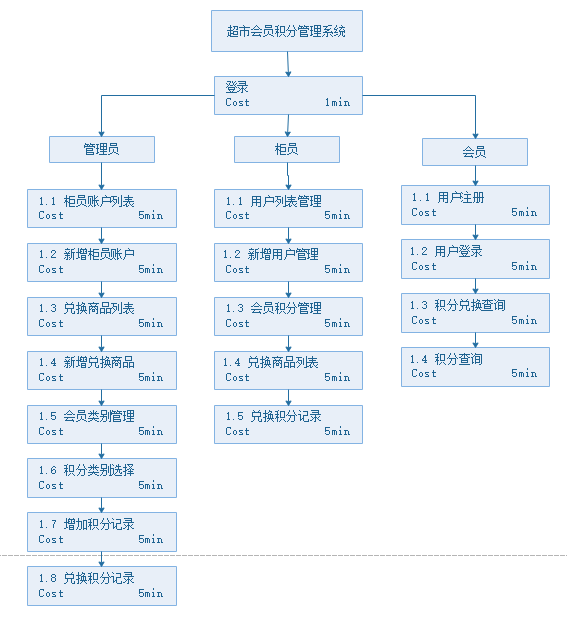 超市会员积分管理系统
登录
Cost 1min
管理员
1.1 柜员账户列表
Cost 5min
1.2 新增柜员账户
Cost 5min
1.3 兑换商品列表
Cost 5min
1.4 新增兑换商品
Cost 5min
1.5 会员类别管理
Cost 5min
1.6 积分类别选择
Cost 5min
1.7 增加积分记录
Cost 5min
1.8 兑换积分记录
Cost 5min
柜员
1.1 用户列表管理
Cost 5min
1.2 新增用户管理
Cost 5min
1.3 会员积分管理
Cost 5min
1.4 兑换商品列表
Cost 5min
1.5 兑换积分记录
Cost 5min
会员
1.1 用户注册
Cost 5min
1.2 用户登录
Cost 5min
1.3 积分兑换查询
Cost 5min
1.4 积分查询
Cost 5min